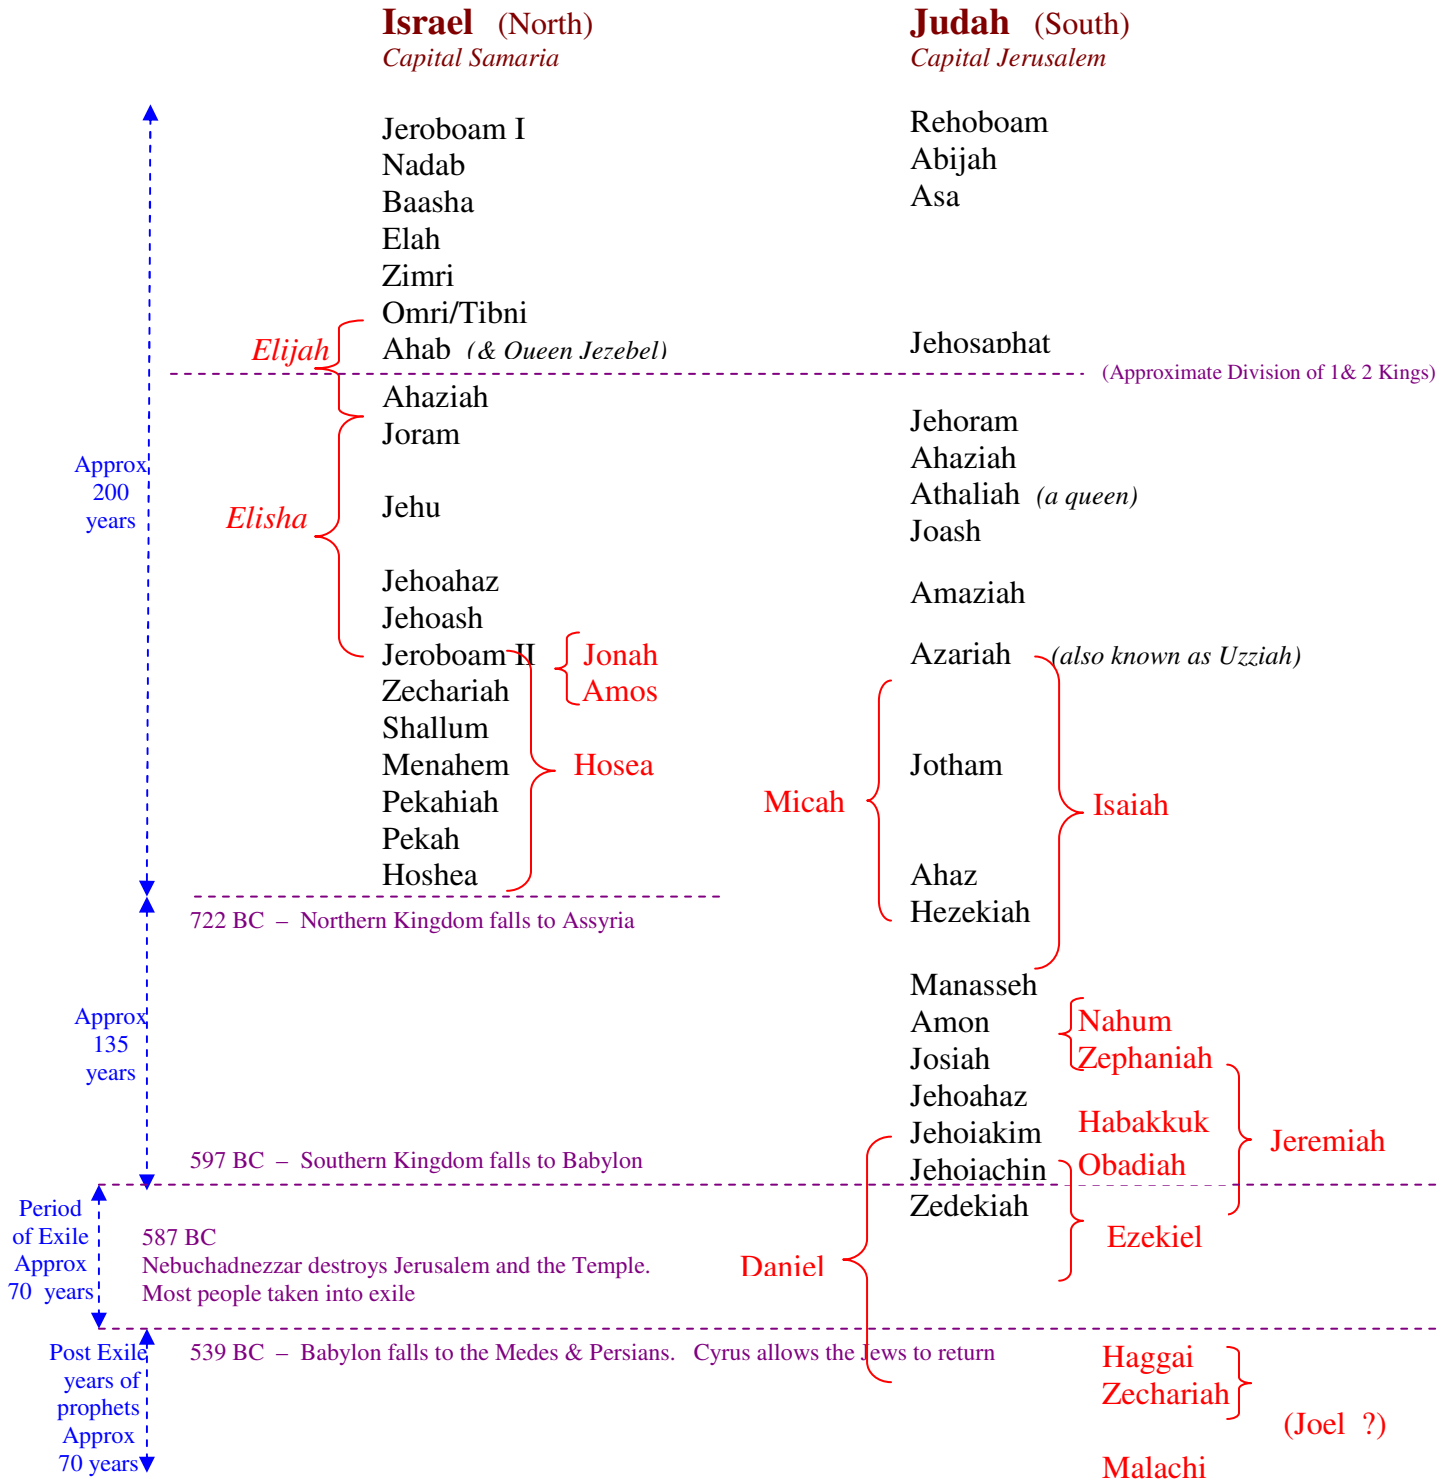 Israel (North)
Capital Samaria
Judah (South)
Capital Jerusalem
Jeroboam I
Nadab
Baasha
Elah
Zimri
Omri/Tibni
Ahab (& Queen Jezebel)
Ahaziah
Joram
Jehu
Jehoahaz
Jehoash
Jeroboam II
Zechariah
Shallum
Menahem
Pekahiah
Pekah
Hoshea
Elijah
Elisha
Jonah
Amos
Hosea
Rehoboam
Abijah
Asa
Jehosaphat
(Approximate Division of 1& 2 Kings)
Jehoram
Ahaziah
Athaliah (a queen)
Joash
Amaziah
Azariah (also known as Uzziah)
Jotham
Ahaz
Hezekiah
Manasseh
Amon
Josiah
Jehoahaz
Jehoiakim
Jehoiachin
Zedekiah
Micah
Isaiah
Nahum
Zephaniah
Habakkuk
Obadiah
Jeremiah
Ezekiel
Daniel
Haggai
Zechariah
(Joel ?)
Malachi
Approx
200
years
722 BC – Northern Kingdom falls to Assyria
Approx
135
years
597 BC – Southern Kingdom falls to Babylon
Period
of Exile
Approx
70 years
587 BC
Nebuchadnezzar destroys Jerusalem and the Temple.
Most people taken into exile
539 BC – Babylon falls to the Medes & Persians. Cyrus allows the Jews to return
Post Exile
years of
prophets
Approx
70 years